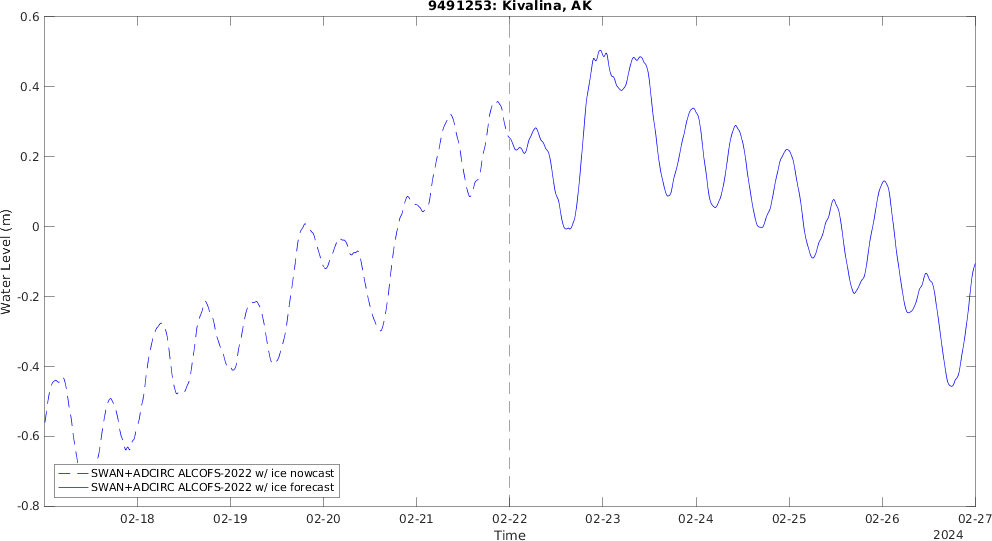 9491253: Kivalina, AK
0.6
0.4
0.2
0
-0.2
-0.4
-0.6
-0.8
Water Level (m)
SWAN+ADCIRC ALCOFS-2022 w/ ice nowcast
SWAN+ADCIRC ALCOFS-2022 w/ ice forecast
02-18 02-19 02-20 02-21 02-22 02-23 02-24 02-25 02-26 02-27
Time
2024